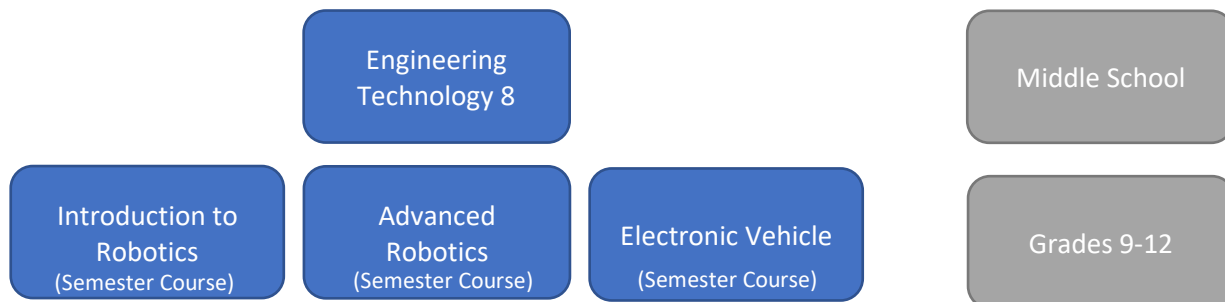 Engineering
Technology 8
Middle School
Introduction to
Robotics
(Semester Course)
Advanced
Robotics
(Semester Course)
Electronic Vehicle
(Semester Course)
Grades 9-12